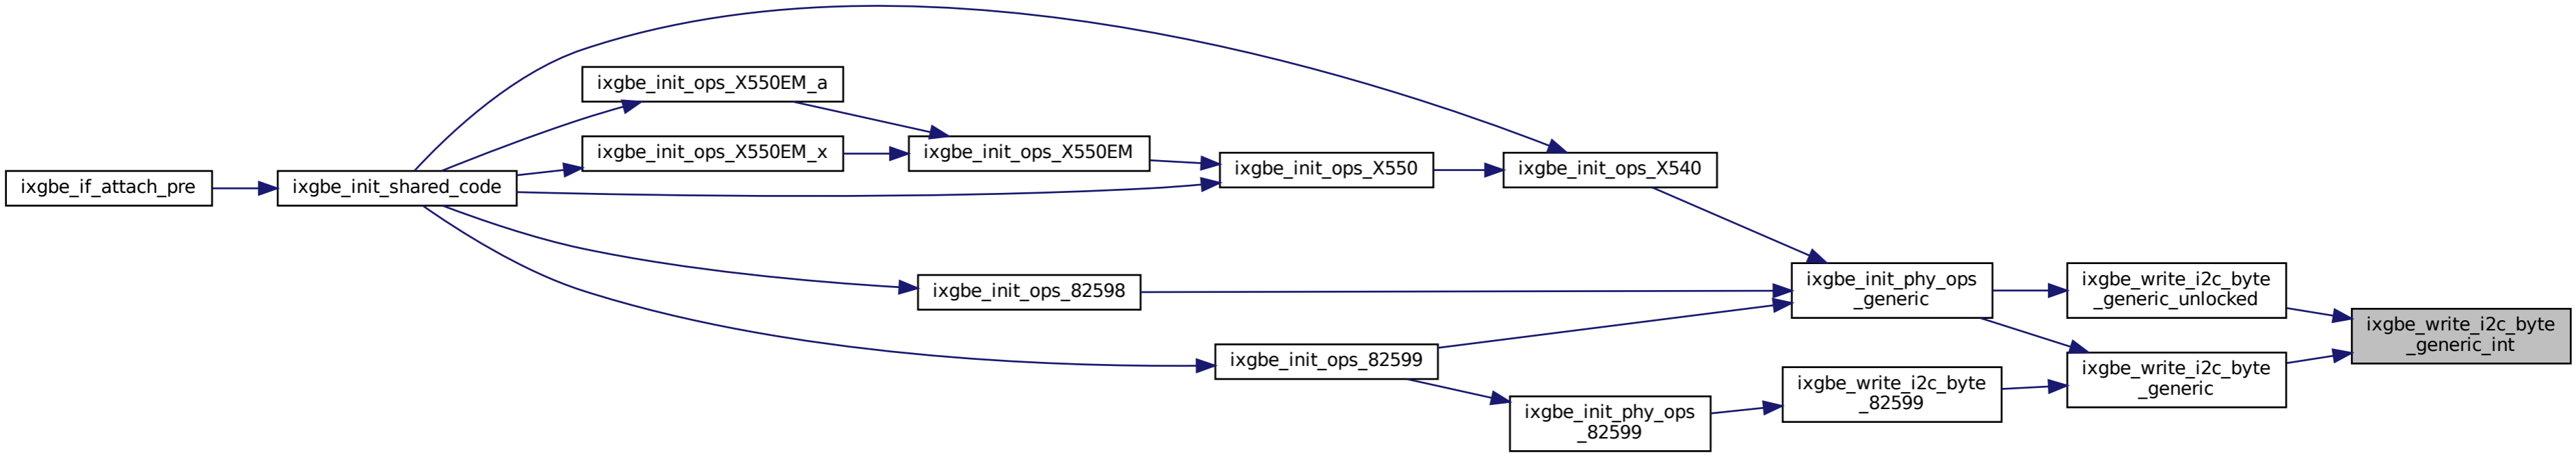 ixgbe_init_ops_X550EM_a
ixgbe_init_ops_X550EM_x
ixgbe_init_ops_X550EM
ixgbe_init_ops_X550
ixgbe_init_ops_X540
ixgbe_if_attach_pre
ixgbe_init_shared_code
ixgbe_init_ops_82598
ixgbe_init_phy_ops
_generic
ixgbe_write_i2c_byte
_generic_unlocked
ixgbe_write_i2c_byte
_generic_int
ixgbe_init_ops_82599
ixgbe_write_i2c_byte
_generic
ixgbe_write_i2c_byte
_82599
ixgbe_init_phy_ops
_82599